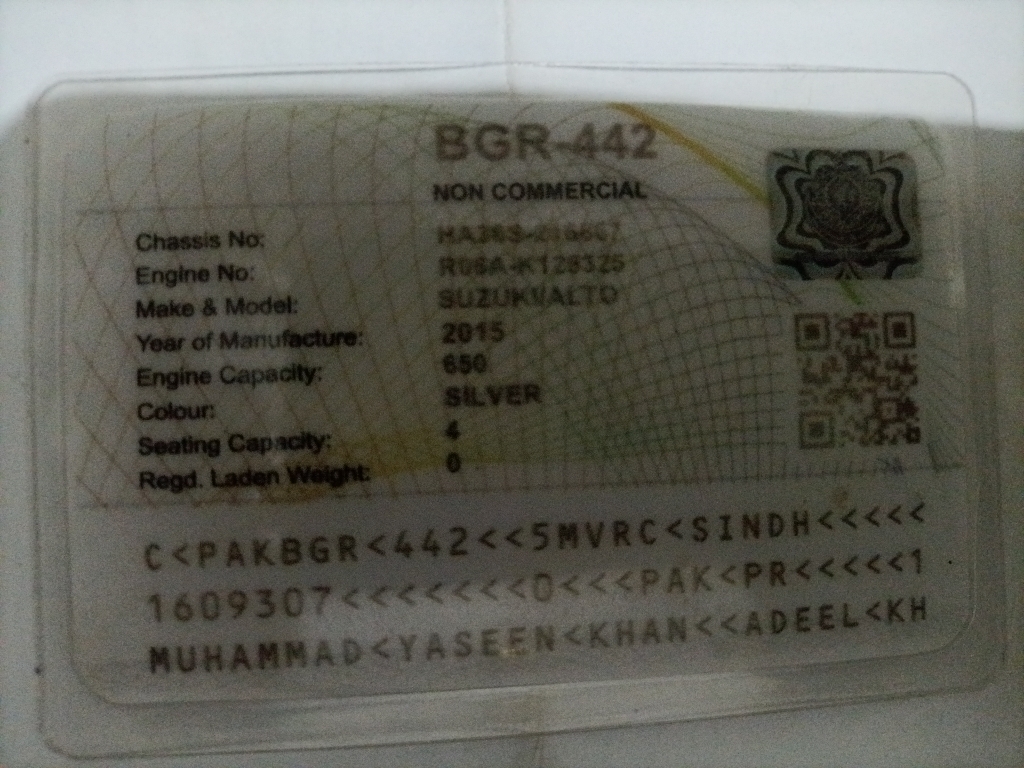 BGR-442
NON COMMERCIAL
Chassis No:
Engine No: R06A-K128325
Make & Model: SUZUKI/ALTO
Year of Manufacture: 2015
Engine Capacity: 650
Colour: SILVER
Seating Capacity: 4
Regd. Laden Weight: 0
C<PAKBGR<442<<5MVRC<SINDH<<<<<
1609307<<<<<<<0<<<PAK<PR<<<<<1
MUHAMMAD<YASEEN<KHAN<<ADEEL<KH